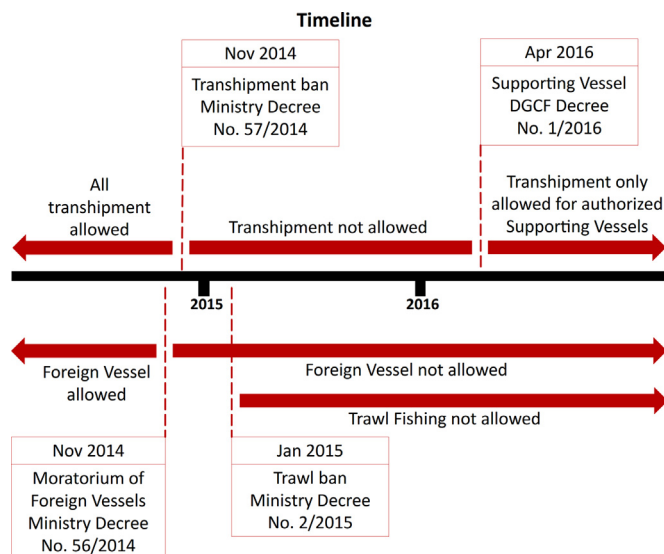 Timeline
Nov 2014
Transhipment ban
Ministry Decree
No. 57/2014
Apr 2016
Supporting Vessel
DGCF Decree
No. 1/2016
All
transhipment
allowed
Transhipment not allowed
Transhipment only
allowed for authorized
Supporting Vessels
2015
2016
Foreign Vessel
allowed
Foreign Vessel not allowed
Trawl Fishing not allowed
Nov 2014
Moratorium of
Foreign Vessels
Ministry Decree
No. 56/2014
Jan 2015
Trawl ban
Ministry Decree
No. 2/2015